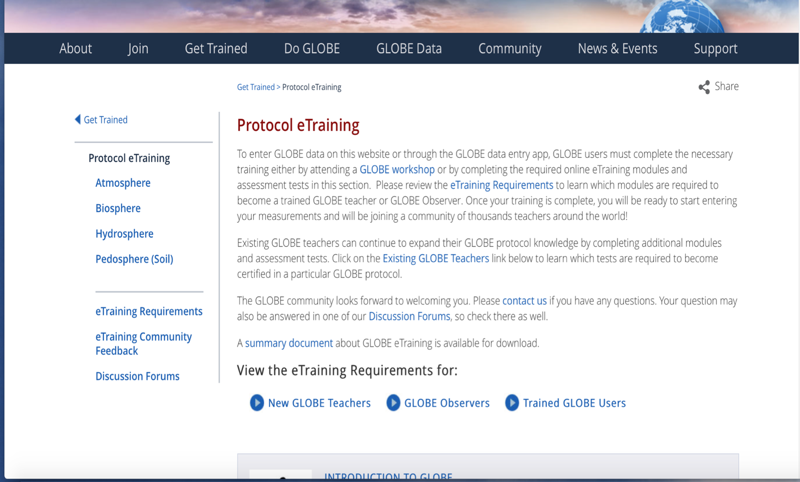 About Join Get Trained Do GLOBE GLOBE Data Community News & Events Support
Get Trained > Protocol eTraining
Share
Get Trained
Protocol eTraining
Atmosphere
Biosphere
Hydrosphere
Pedosphere (Soil)
eTraining Requirements
eTraining Community
Feedback
Discussion Forums
Protocol eTraining
To enter GLOBE data on this website or through the GLOBE data entry app, GLOBE users must complete the necessary
training either by attending a GLOBE workshop or by completing the required online eTraining modules and
assessment tests in this section. Please review the eTraining Requirements to learn which modules are required to
become a trained GLOBE teacher or GLOBE Observer. Once your training is complete, you will be ready to start entering
your measurements and will be joining a community of thousands teachers around the world!
Existing GLOBE teachers can continue to expand their GLOBE protocol knowledge by completing additional modules
and assessment tests. Click on the Existing GLOBE Teachers link below to learn which tests are required to become
certified in a particular GLOBE protocol.
The GLOBE community looks forward to welcoming you. Please contact us if you have any questions. Your question may
also be answered in one of our Discussion Forums, so check there as well.
A summary document about GLOBE eTraining is available for download.
View the eTraining Requirements for:
New GLOBE Teachers GLOBE Observers Trained GLOBE Users
INTRODUCTION TO GLOBE